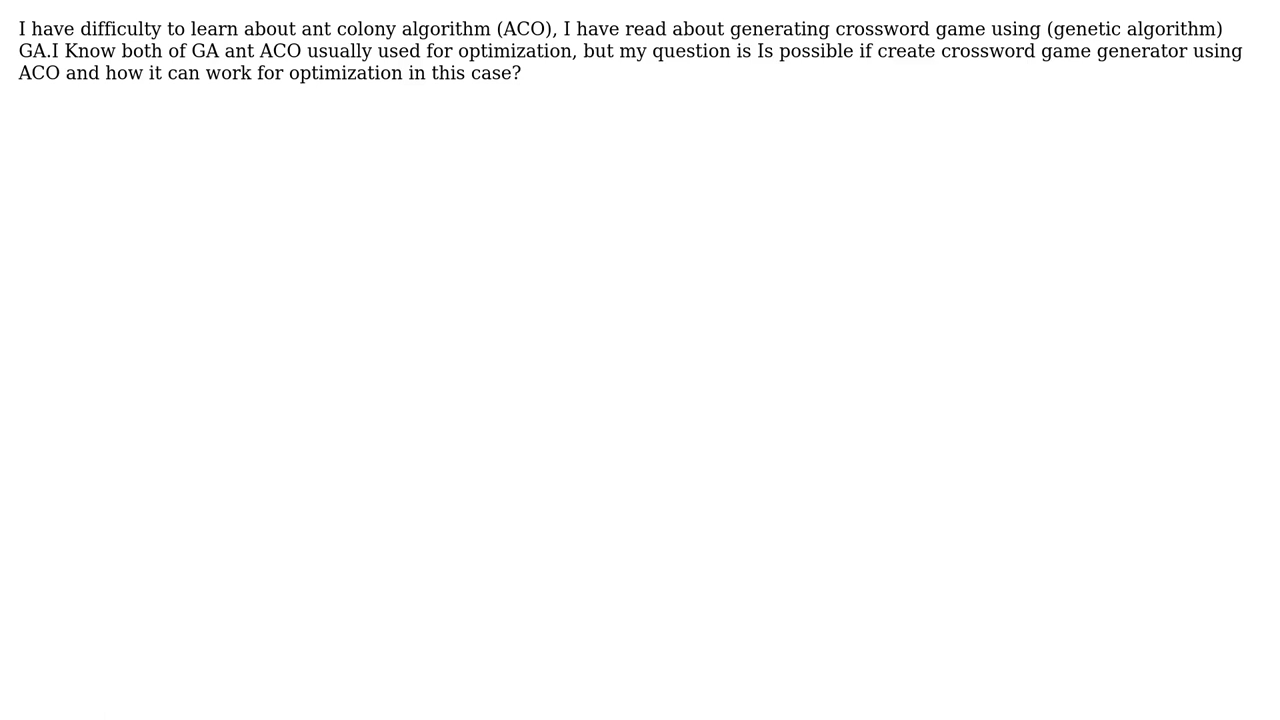 I have difficulty to learn about ant colony algorithm (ACO), I have read about generating crossword game using (genetic algorithm)
GA.I Know both of GA ant ACO usually used for optimization, but my question is Is possible if create crossword game generator using
ACO and how it can work for optimization in this case?